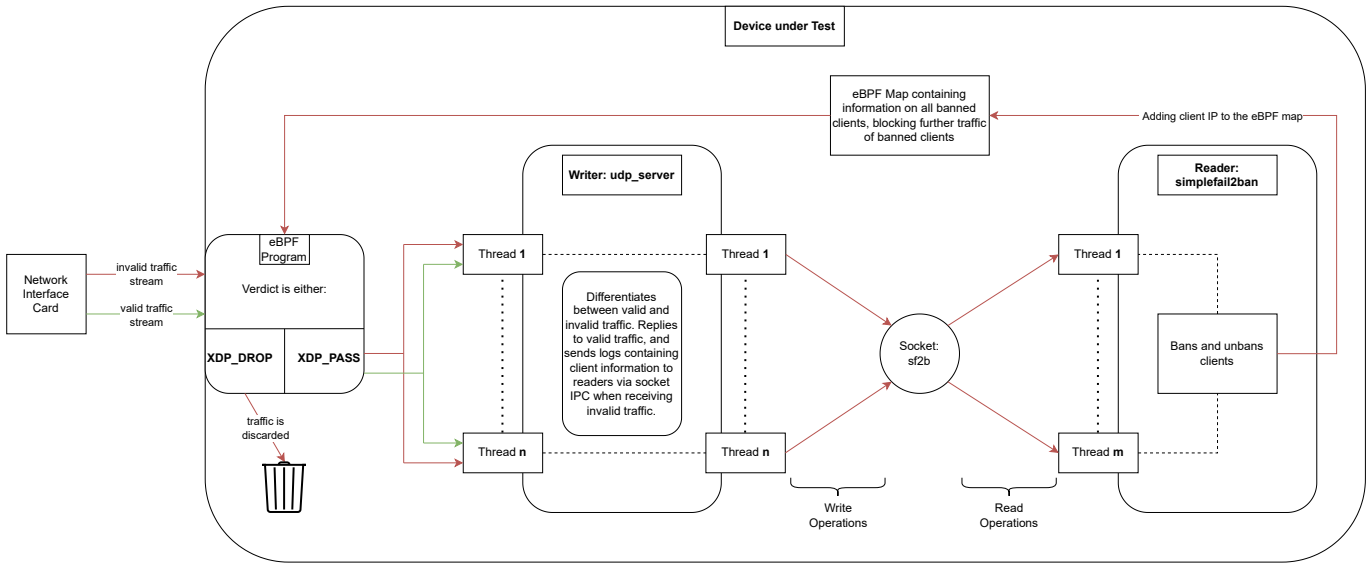 Device under Test
eBPF Map containing
information on all banned
clients, blocking further traffic
of banned clients
Adding client IP to the eBPF map
Writer: udp_server
Reader:
simplefail2ban
Network
Interface
Card
invalid traffic
stream
valid traffic
stream
eBPF
Program
Verdict is either:
XDP_DROP
XDP_PASS
traffic is
discarded
Thread 1
Thread 1
Differentiates
between valid and
invalid traffic. Replies
to valid traffic, and
sends logs containing
client information to
readers via socket
IPC when receiving
invalid traffic.
Thread n
Thread n
Socket:
sf2b
Thread 1
Bans and unbans
clients
Thread m
Write
Operations
Read
Operations